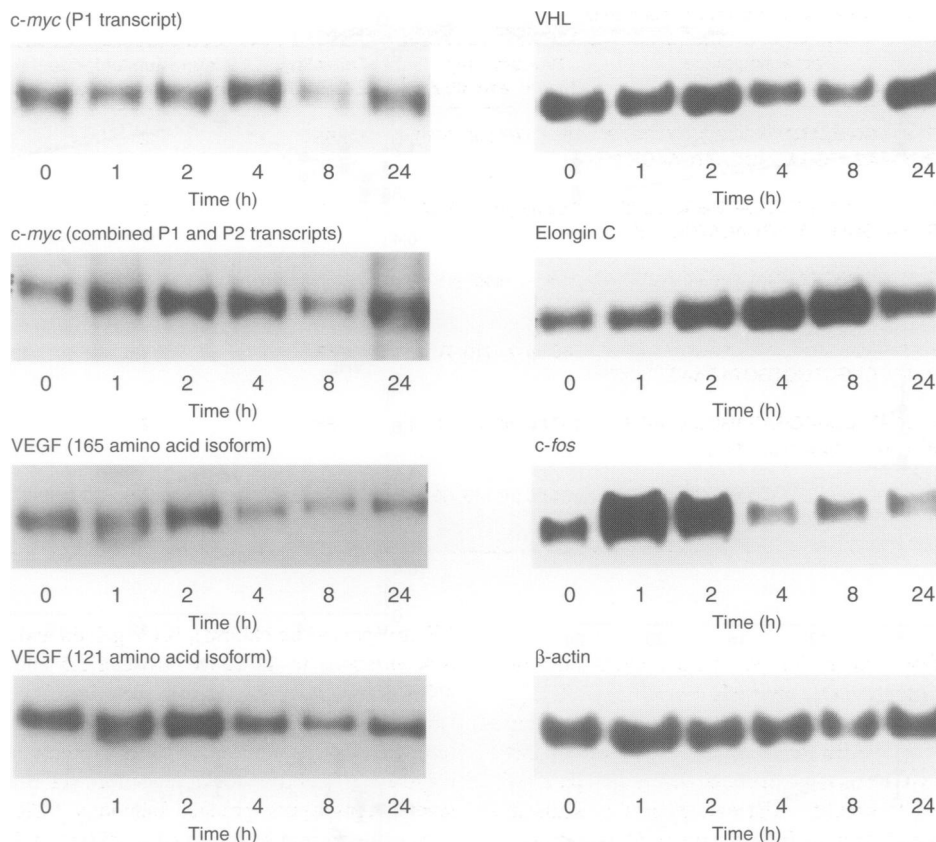 c-myc (P1 transcript)
0 1 2 4 8 24
Time (h)
c-myc (combined P1 and P2 transcripts)
0 1 2 4 8 24
Time (h)
VEGF (165 amino acid isoform)
0 1 2 4 8 24
Time (h)
VEGF (121 amino acid isoform)
0 1 2 4 8 24
Time (h)
VHL
0 1 2 4 8 24
Time (h)
Elongin C
0 1 2 4 8 24
Time (h)
c-fos
0 1 2 4 8 24
Time (h)
β-actin
0 1 2 4 8 24
Time (h)